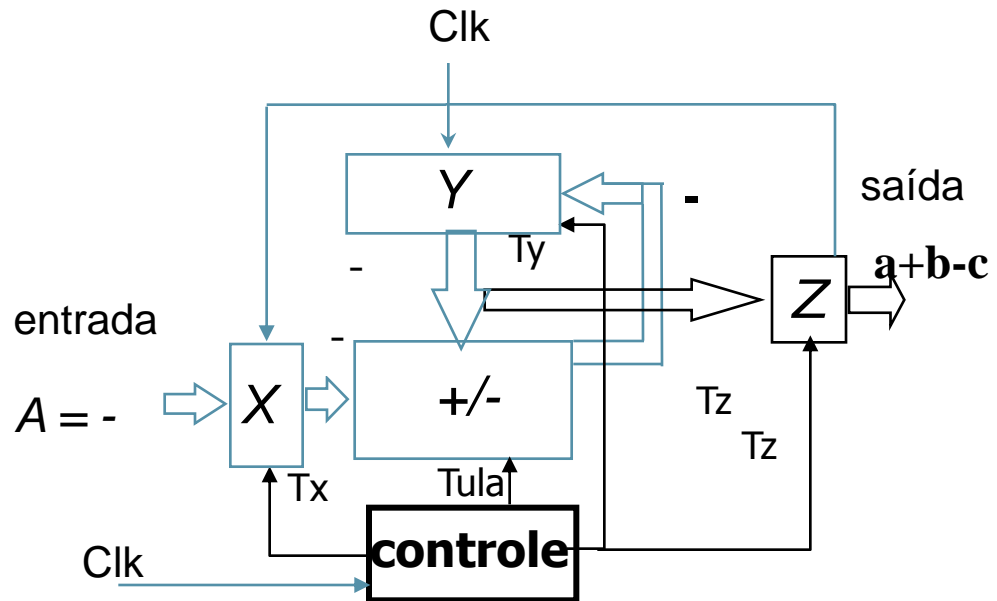 Clk
Y
-
saída
Ty
a+b-c
-
Z
entrada
-
X
+/-
A = -
Tz
Tz
Tx
Tula
controle
Clk